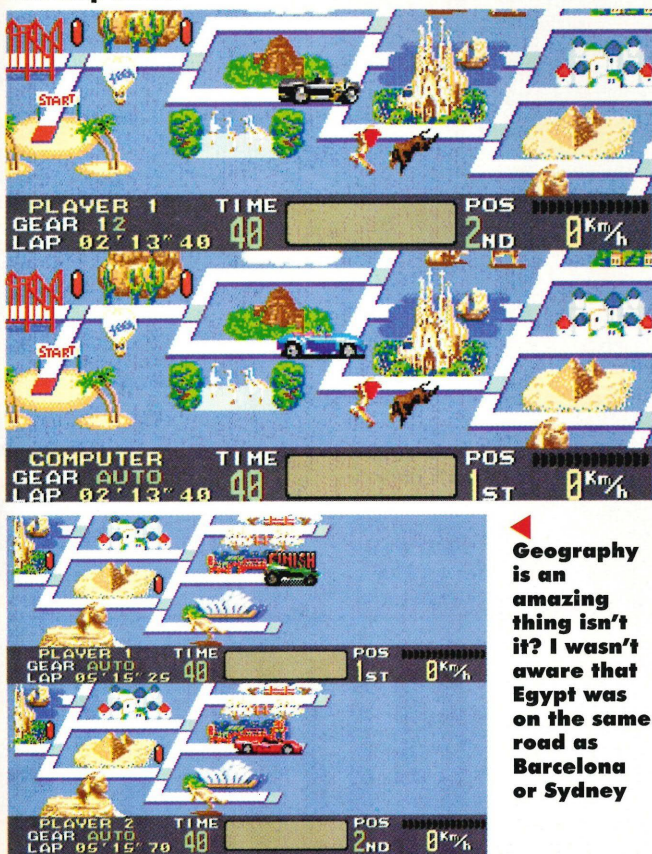 START
PLAYER 1 TIME POS
GEAR 12 40 2ND 0Km/h
LAP 02'13"40
START
COMPUTER TIME POS
GEAR AUTO 40 1ST 0Km/h
LAP 02'13"40
FINISH
PLAYER 1 TIME POS
GEAR AUTO 40 1ST 0Km/h
LAP 05'15"25
PLAYER 2 TIME POS
GEAR AUTO 40 2ND 0Km/h
LAP 05'15"70
Geography
is an
amazing
thing isn't
it? I wasn't
aware that
Egypt was
on the same
road as
Barcelona
or Sydney